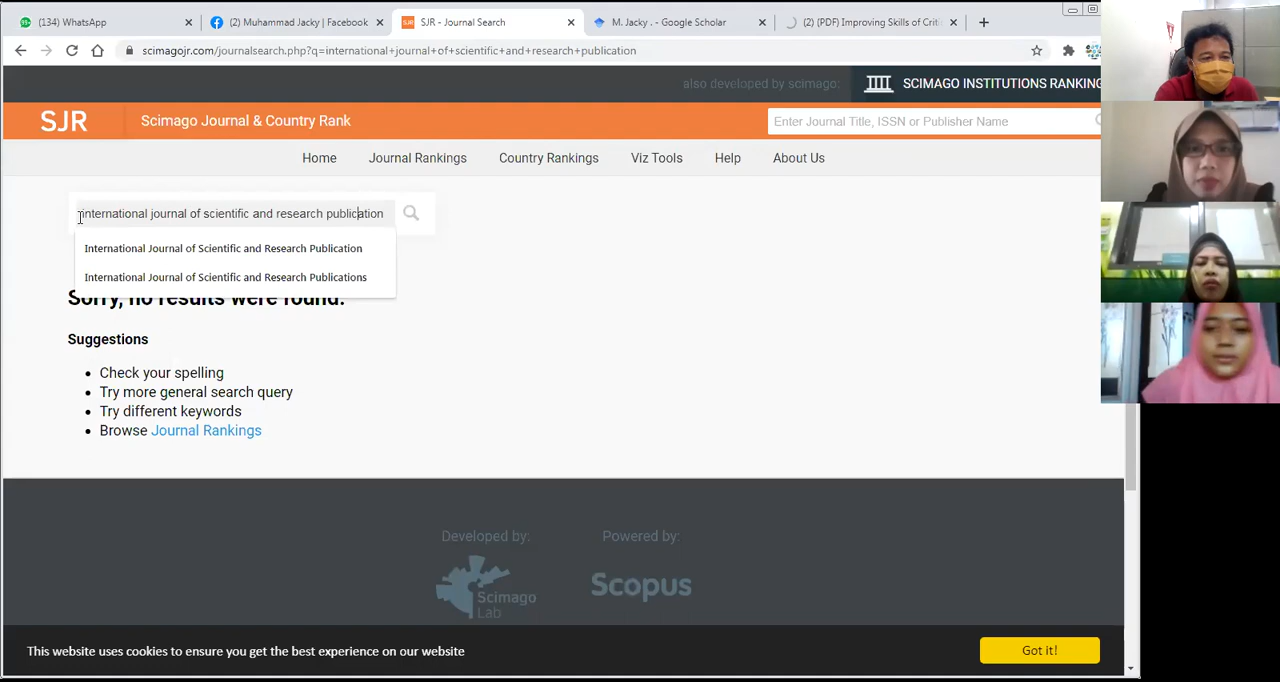 (134) WhatsApp
(2) Muhammad Jacky | Facebook
SJR - Journal Search
M. Jacky . - Google Scholar
(2) (PDF) Improving Skills of Criti
scimagojr.com/journalsearch.php?q=international+journal+of+scientific+and+research+publication
also developed by scimago:
SCIMAGO INSTITUTIONS RANKING
SJR
Scimago Journal & Country Rank
Enter Journal Title, ISSN or Publisher Name
Home
Journal Rankings
Country Rankings
Viz Tools
Help
About Us
international journal of scientific and research publication
International Journal of Scientific and Research Publication
International Journal of Scientific and Research Publications
Sorry, no results were found.
Suggestions
Check your spelling
Try more general search query
Try different keywords
Browse Journal Rankings
Developed by:
Powered by:
Scimago
Lab
Scopus
This website uses cookies to ensure you get the best experience on our website
Got it!